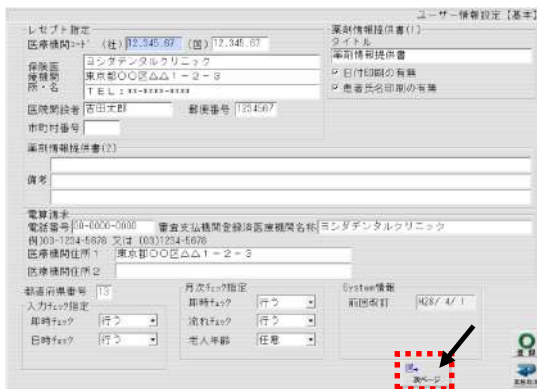 ユーザー情報設定【基本】
レセプト指定
医療機関ｺｰﾄﾞ (社) 12,345,67 (国) 12,345,67
保険医療機関所・名
ヨシダデンタルクリニック
東京都〇〇区△△１－２－３
ＴＥＬ：**-****-****
医院開設者 吉田太郎 郵便番号 1234567
市町村番号
薬剤情報提供書(1)
タイトル
薬剤情報提供書
日付印刷の有無
患者氏名印刷の有無
薬剤情報提供書(2)
備考
電算請求
電話番号 00-0000-0000 審査支払機関登録済医療機関名称 ヨシダデンタルクリニック
例)03-1234-5678 又は (03)1234-5678
医療機関住所１ 東京都〇〇区△△１－２－３
医療機関住所２
都道府県番号 13
入力ﾁｪｯｸ指定
即時ﾁｪｯｸ 行う
日時ﾁｪｯｸ 行う
月次ﾁｪｯｸ指定
即時ﾁｪｯｸ 行う
流れﾁｪｯｸ 行う
老人年齢 任意
System情報
前回改訂 H28/ 4/ 1
次ページ
登録